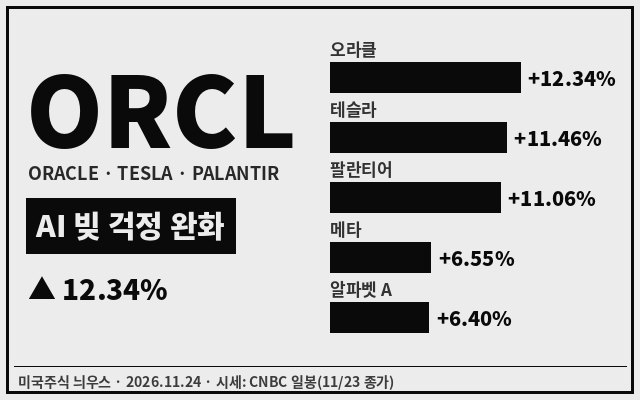 ORCL
ORACLE · TESLA · PALANTIR
AI 빚 걱정 완화
▲ 12.34%
오라클
+12.34%
테슬라
+11.46%
팔란티어
+11.06%
메타
+6.55%
알파벳 A
+6.40%
미국주식 늬우스 · 2026.11.24 · 시세: CNBC 일봉(11/23 종가)